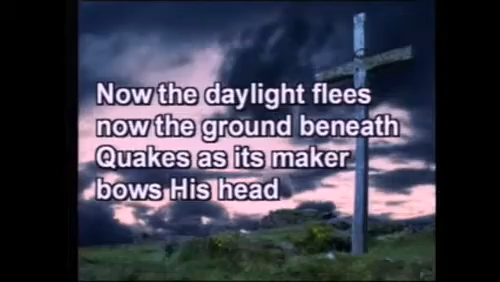 Now the daylight flees
now the ground beneath
Quakes as its maker
bows His head